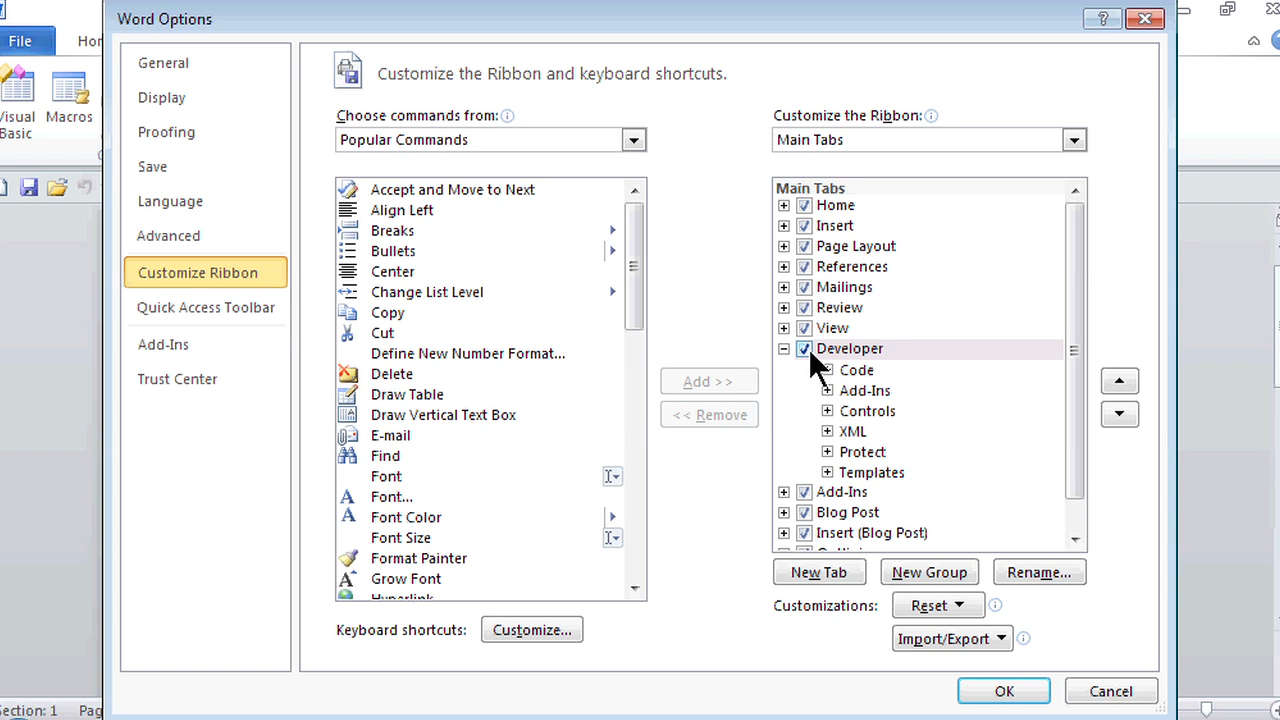 Word Options
File
Hor
Visual
Basic
Macros
General
Display
Proofing
Save
Language
Advanced
Customize Ribbon
Quick Access Toolbar
Add-Ins
Trust Center
Customize the Ribbon and keyboard shortcuts.
Choose commands from:
Popular Commands
Accept and Move to Next
Align Left
Breaks
Bullets
Center
Change List Level
Copy
Cut
Define New Number Format...
Delete
Draw Table
Draw Vertical Text Box
E-mail
Find
Font
Font...
Font Color
Font Size
Format Painter
Grow Font
Hyperlink
Keyboard shortcuts:
Customize...
Add >>
<< Remove
Customize the Ribbon:
Main Tabs
Main Tabs
Home
Insert
Page Layout
References
Mailings
Review
View
Developer
Code
Add-Ins
Controls
XML
Protect
Templates
Add-Ins
Blog Post
Insert (Blog Post)
New Tab
New Group
Rename...
Customizations:
Reset
Import/Export
OK
Cancel
Section: 1
Pag